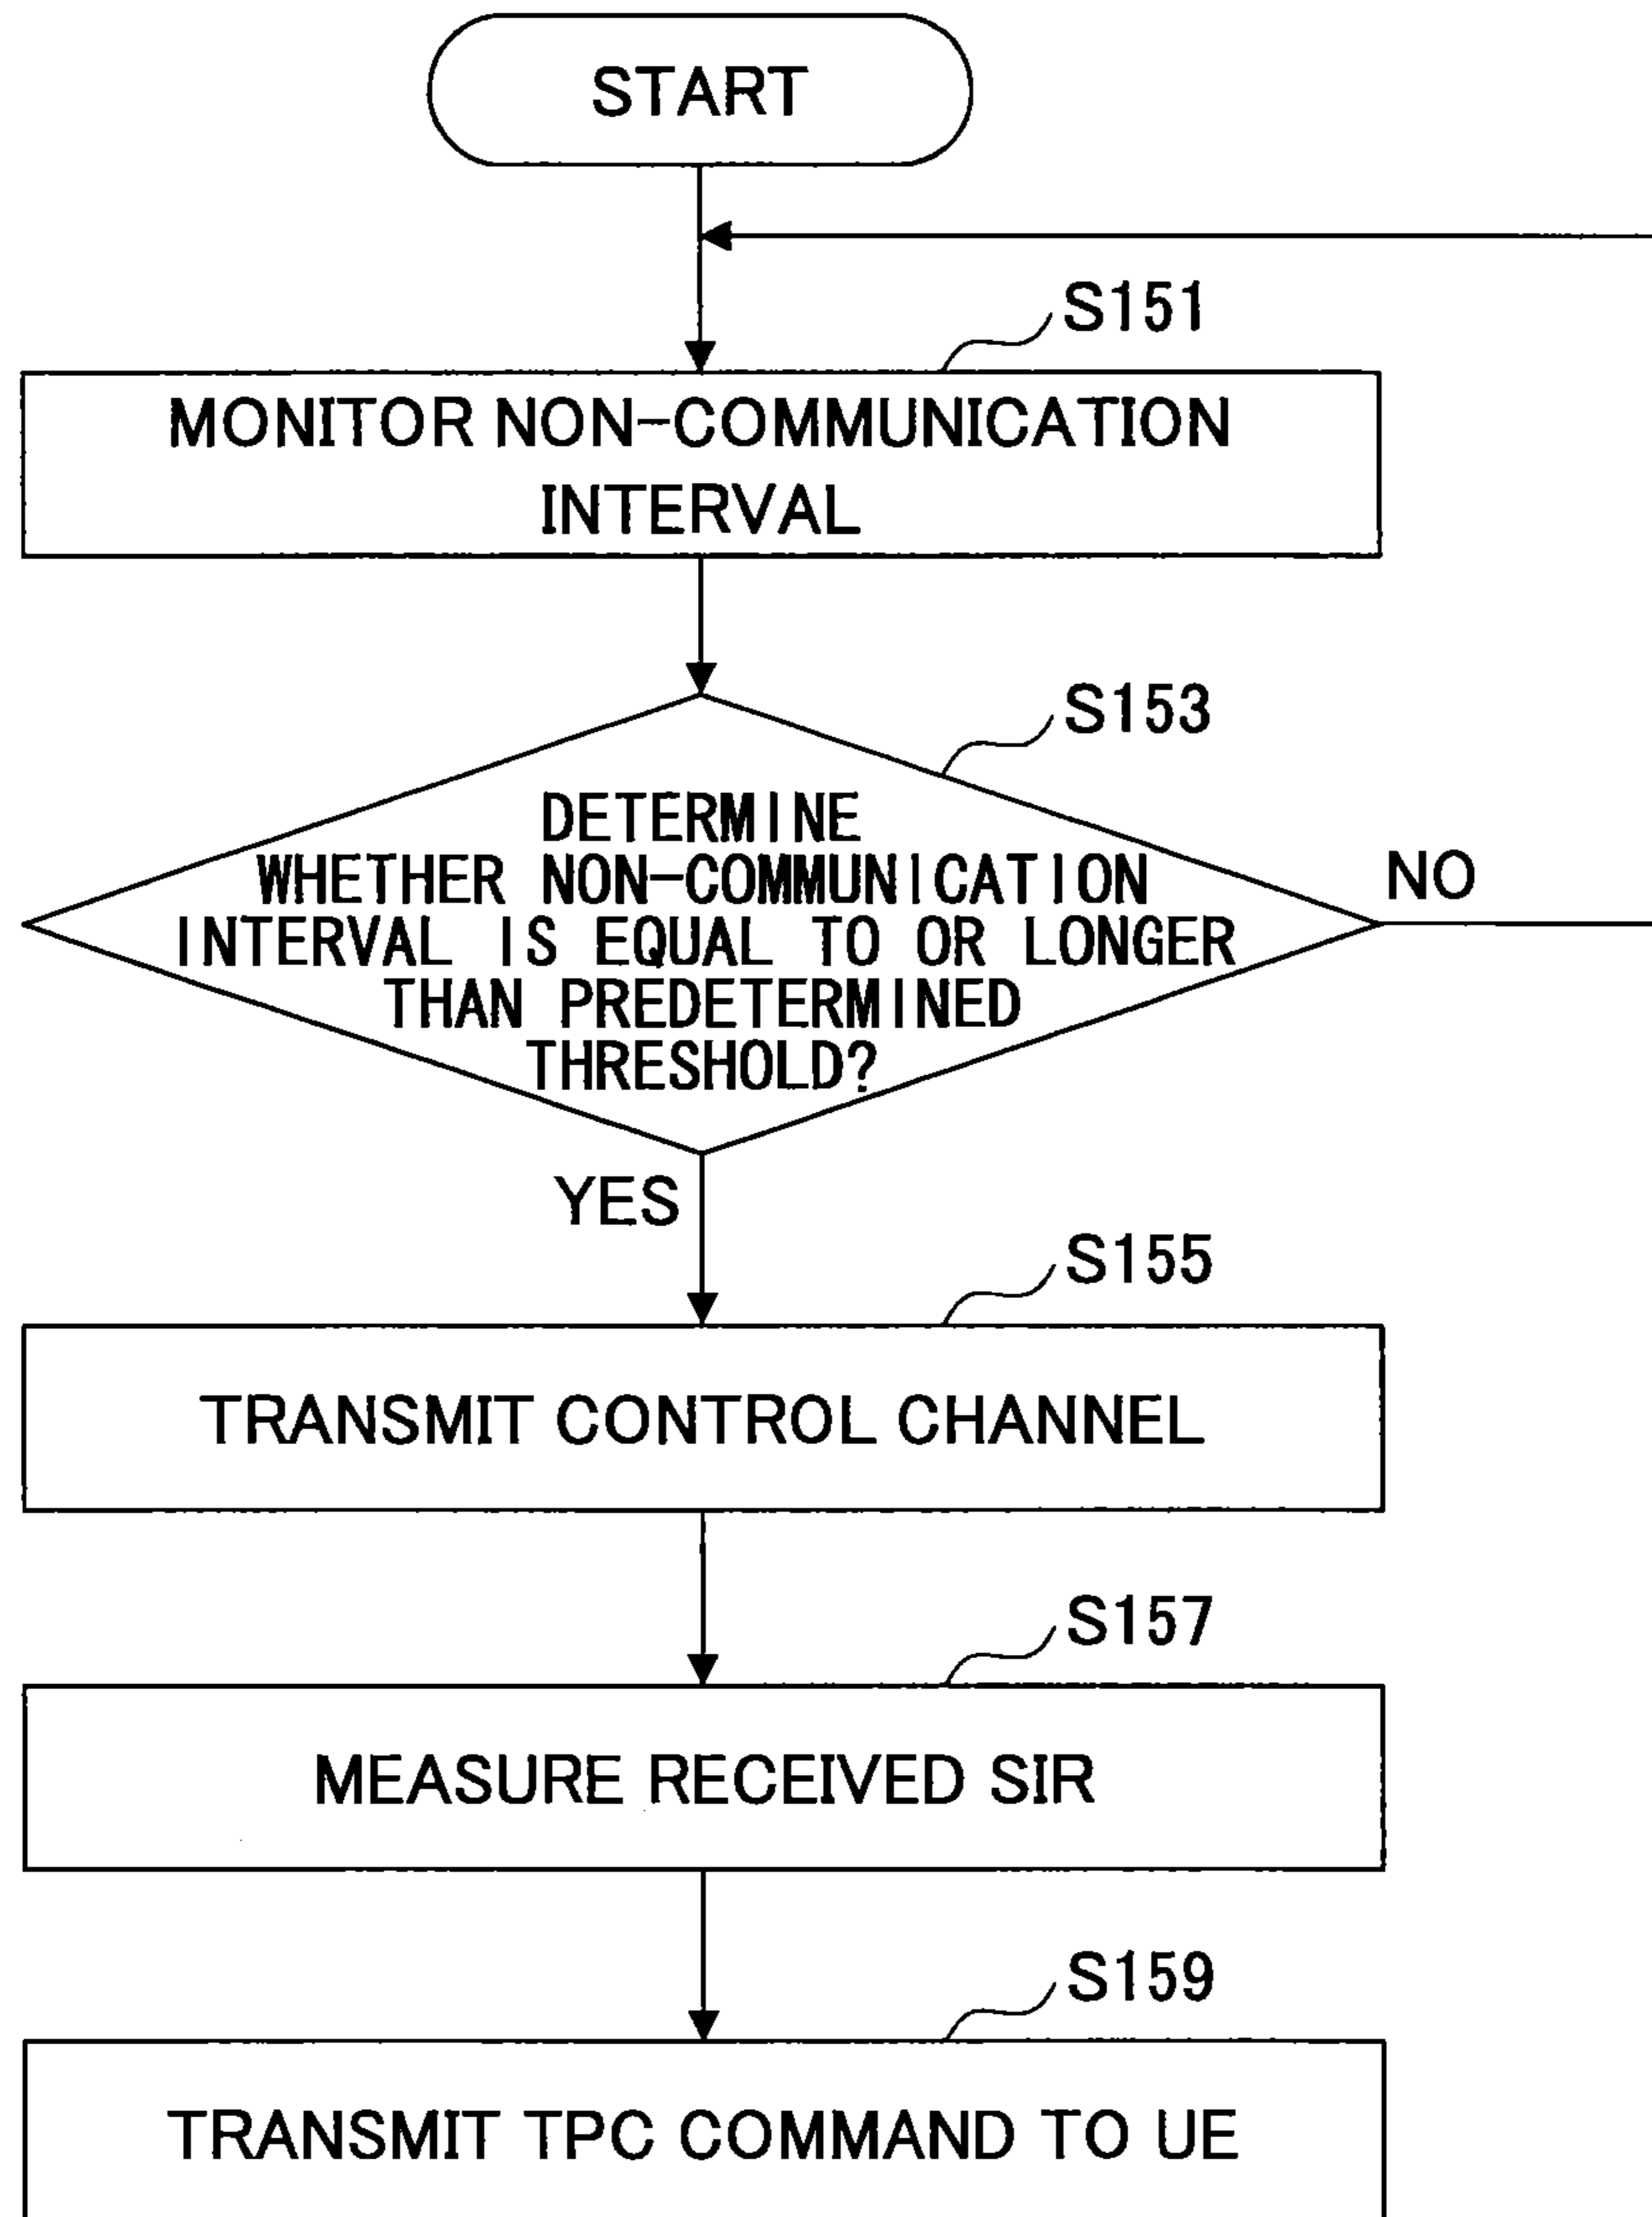 START
S151
MONITOR NON-COMMUNICATION
INTERVAL
S153
DETERMINE
WHETHER NON-COMMUNICATION
INTERVAL IS EQUAL TO OR LONGER
THAN PREDETERMINED
THRESHOLD?
NO
YES
S155
TRANSMIT CONTROL CHANNEL
S157
MEASURE RECEIVED SIR
S159
TRANSMIT TPC COMMAND TO UE